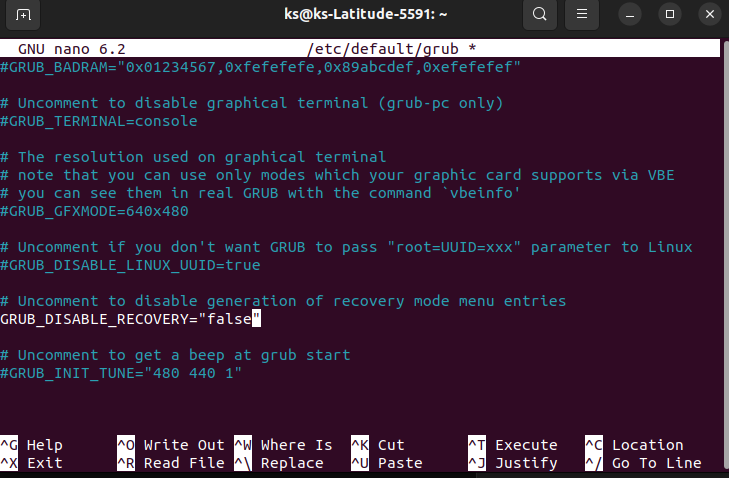 ks@ks-Latitude-5591: ~
GNU nano 6.2 /etc/default/grub *
#GRUB_BADRAM="0x01234567,0xfefefefe,0x89abcdef,0xefefefef"
# Uncomment to disable graphical terminal (grub-pc only)
#GRUB_TERMINAL=console
# The resolution used on graphical terminal
# note that you can use only modes which your graphic card supports via VBE
# you can see them in real GRUB with the command `vbeinfo'
#GRUB_GFXMODE=640x480
# Uncomment if you don't want GRUB to pass "root=UUID=xxx" parameter to Linux
#GRUB_DISABLE_LINUX_UUID=true
# Uncomment to disable generation of recovery mode menu entries
GRUB_DISABLE_RECOVERY="false"
# Uncomment to get a beep at grub start
#GRUB_INIT_TUNE="480 440 1"
^G Help ^O Write Out ^W Where Is ^K Cut ^T Execute ^C Location
^X Exit ^R Read File ^\ Replace ^U Paste ^J Justify ^/ Go To Line